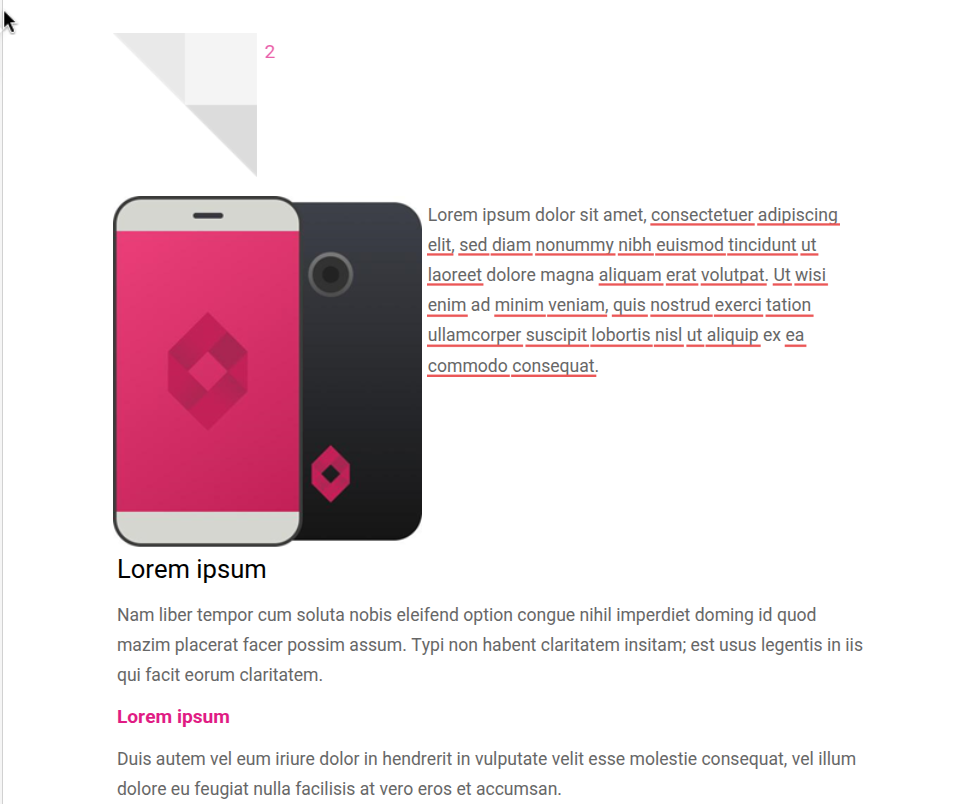 2
Lorem ipsum dolor sit amet, consectetuer adipiscing
elit, sed diam nonummy nibh euismod tincidunt ut
laoreet dolore magna aliquam erat volutpat. Ut wisi
enim ad minim veniam, quis nostrud exerci tation
ullamcorper suscipit lobortis nisl ut aliquip ex ea
commodo consequat.
Lorem ipsum
Nam liber tempor cum soluta nobis eleifend option congue nihil imperdiet doming id quod
mazim placerat facer possim assum. Typi non habent claritatem insitam; est usus legentis in iis
qui facit eorum claritatem.
Lorem ipsum
Duis autem vel eum iriure dolor in hendrerit in vulputate velit esse molestie consequat, vel illum
dolore eu feugiat nulla facilisis at vero eros et accumsan.